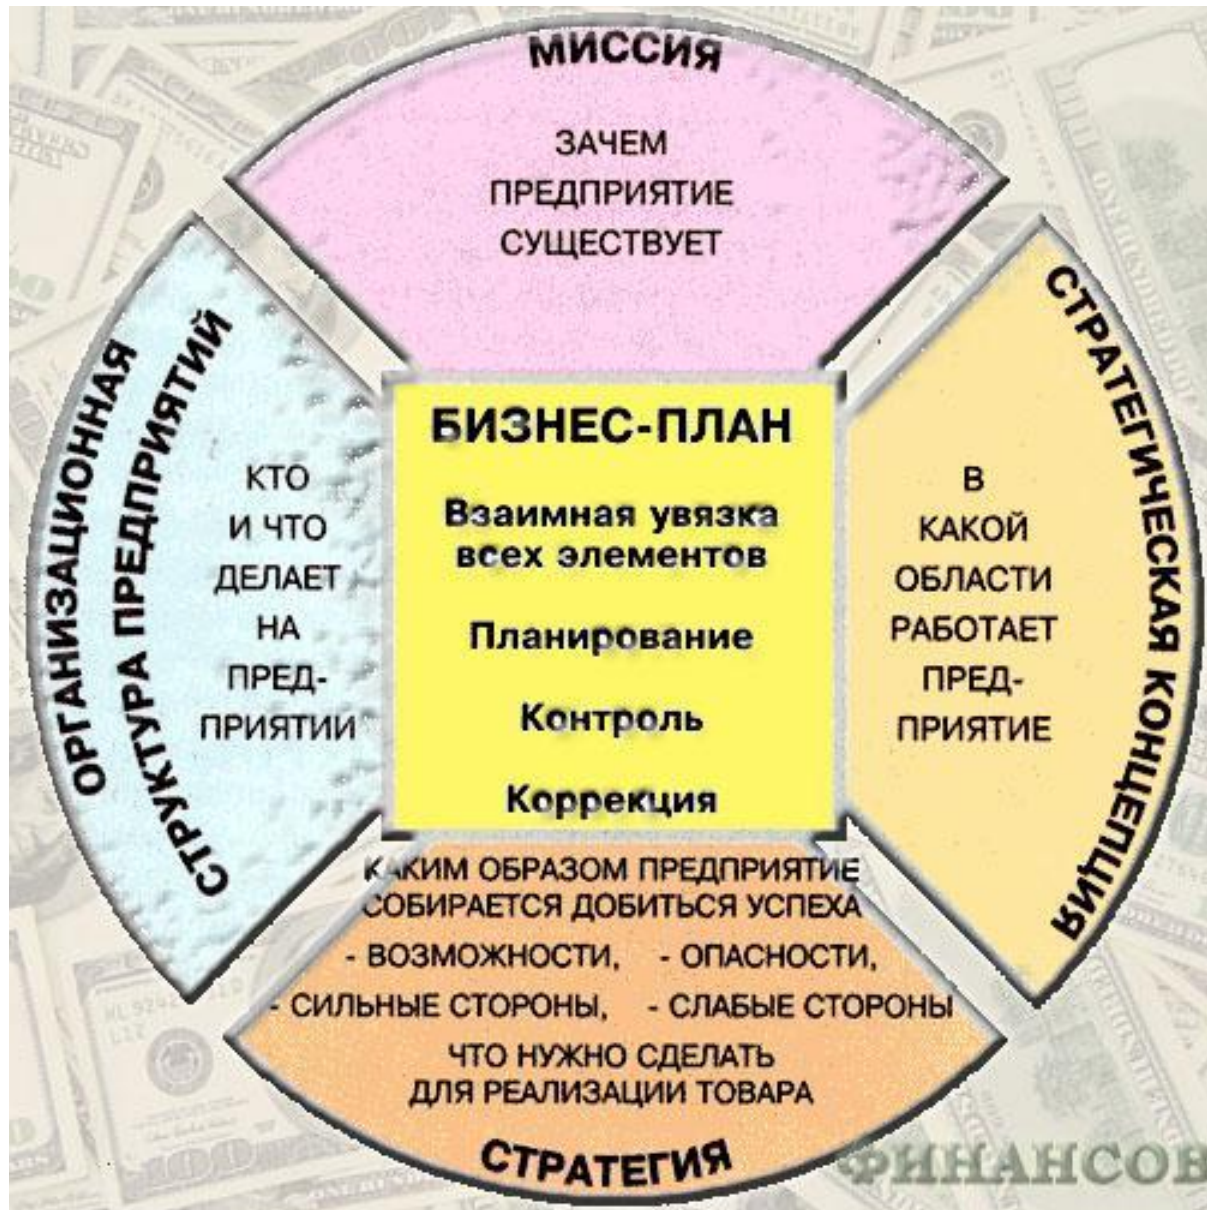 МИССИЯ
ЗАЧЕМ
ПРЕДПРИЯТИЕ
СУЩЕСТВУЕТ
ОРГАНИЗАЦИОННАЯ
СТРУКТУРА ПРЕДПРИЯТИЙ
КТО
И ЧТО
ДЕЛАЕТ
НА
ПРЕД-
ПРИЯТИИ
БИЗНЕС-ПЛАН
Взаимная увязка
всех элементов
Планирование
Контроль
Коррекция
СТРАТЕГИЧЕСКАЯ КОНЦЕПЦИЯ
В
КАКОЙ
ОБЛАСТИ
РАБОТАЕТ
ПРЕД-
ПРИЯТИЕ
КАКИМ ОБРАЗОМ ПРЕДПРИЯТИЕ
СОБИРАЕТСЯ ДОБИТЬСЯ УСПЕХА
- ВОЗМОЖНОСТИ, - ОПАСНОСТИ,
- СИЛЬНЫЕ СТОРОНЫ, - СЛАБЫЕ СТОРОНЫ
ЧТО НУЖНО СДЕЛАТЬ
ДЛЯ РЕАЛИЗАЦИИ ТОВАРА
СТРАТЕГИЯ
ФИНАНСОВ